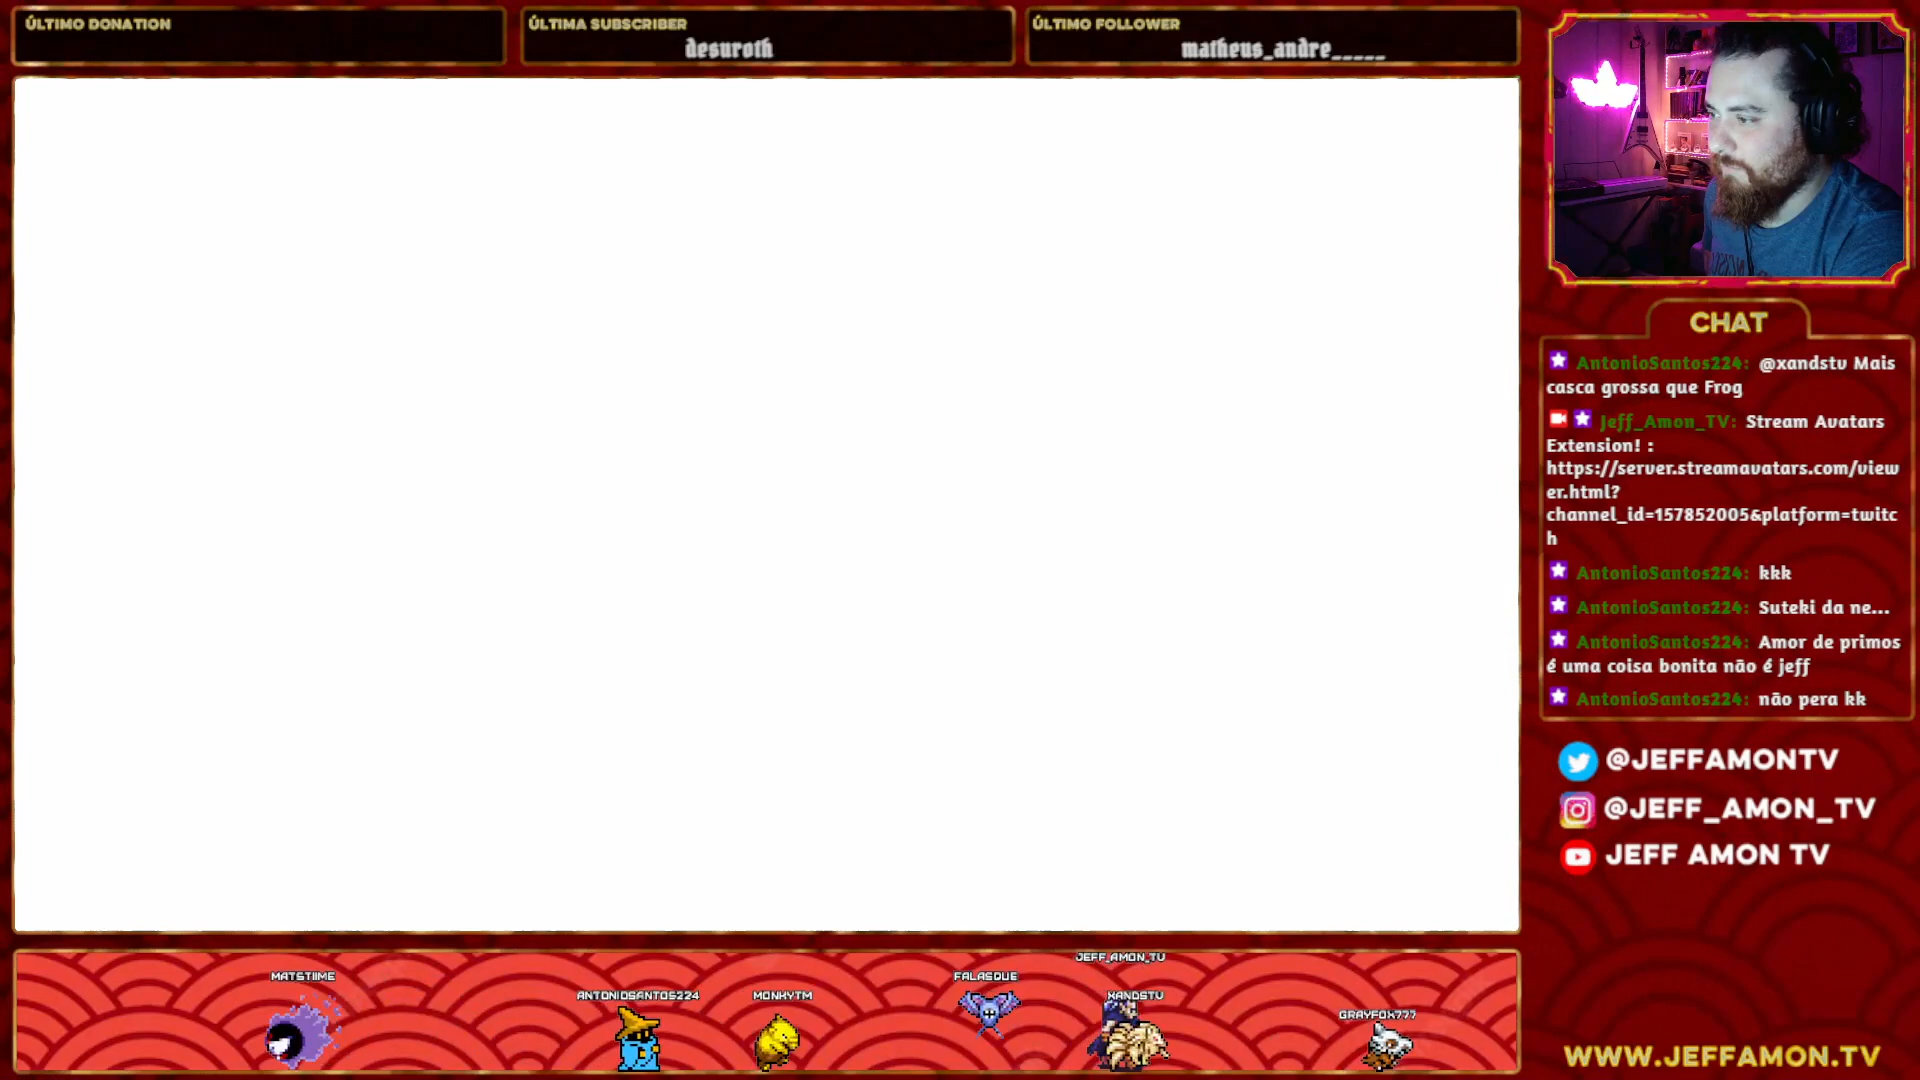 ÚLTIMO DONATION
ÚLTIMA SUBSCRIBER
desuroth
ÚLTIMO FOLLOWER
matheus_andre_____
CHAT
AntonioSantos224: @xandstv Mais
casca grossa que Frog
Jeff_Amon_TV: Stream Avatars
Extension! :
https://server.streamavatars.com/view
er.html?
channel_id=157852005&platform=twitc
h
AntonioSantos224: kkk
AntonioSantos224: Suteki da ne...
AntonioSantos224: Amor de primos
é uma coisa bonita não é jeff
AntonioSantos224: não pera kk
@JEFFAMONTV
@JEFF_AMON_TV
JEFF AMON TV
MATSTIIME
ANTONIOSANTOS224
MONKYTM
FALASQUE
JEFF_AMON_TV
XANDSTV
GRAYFOX777
WWW.JEFFAMON.TV